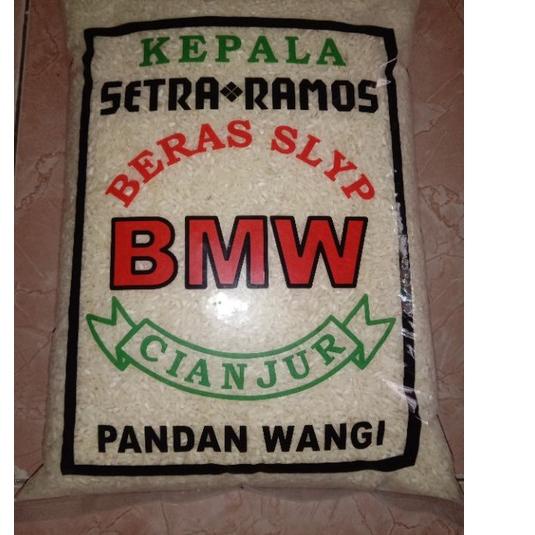 KEPALA
SETRA❖RAMOS
BERAS SLYP
BMW
CIANJUR
PANDAN WANGI